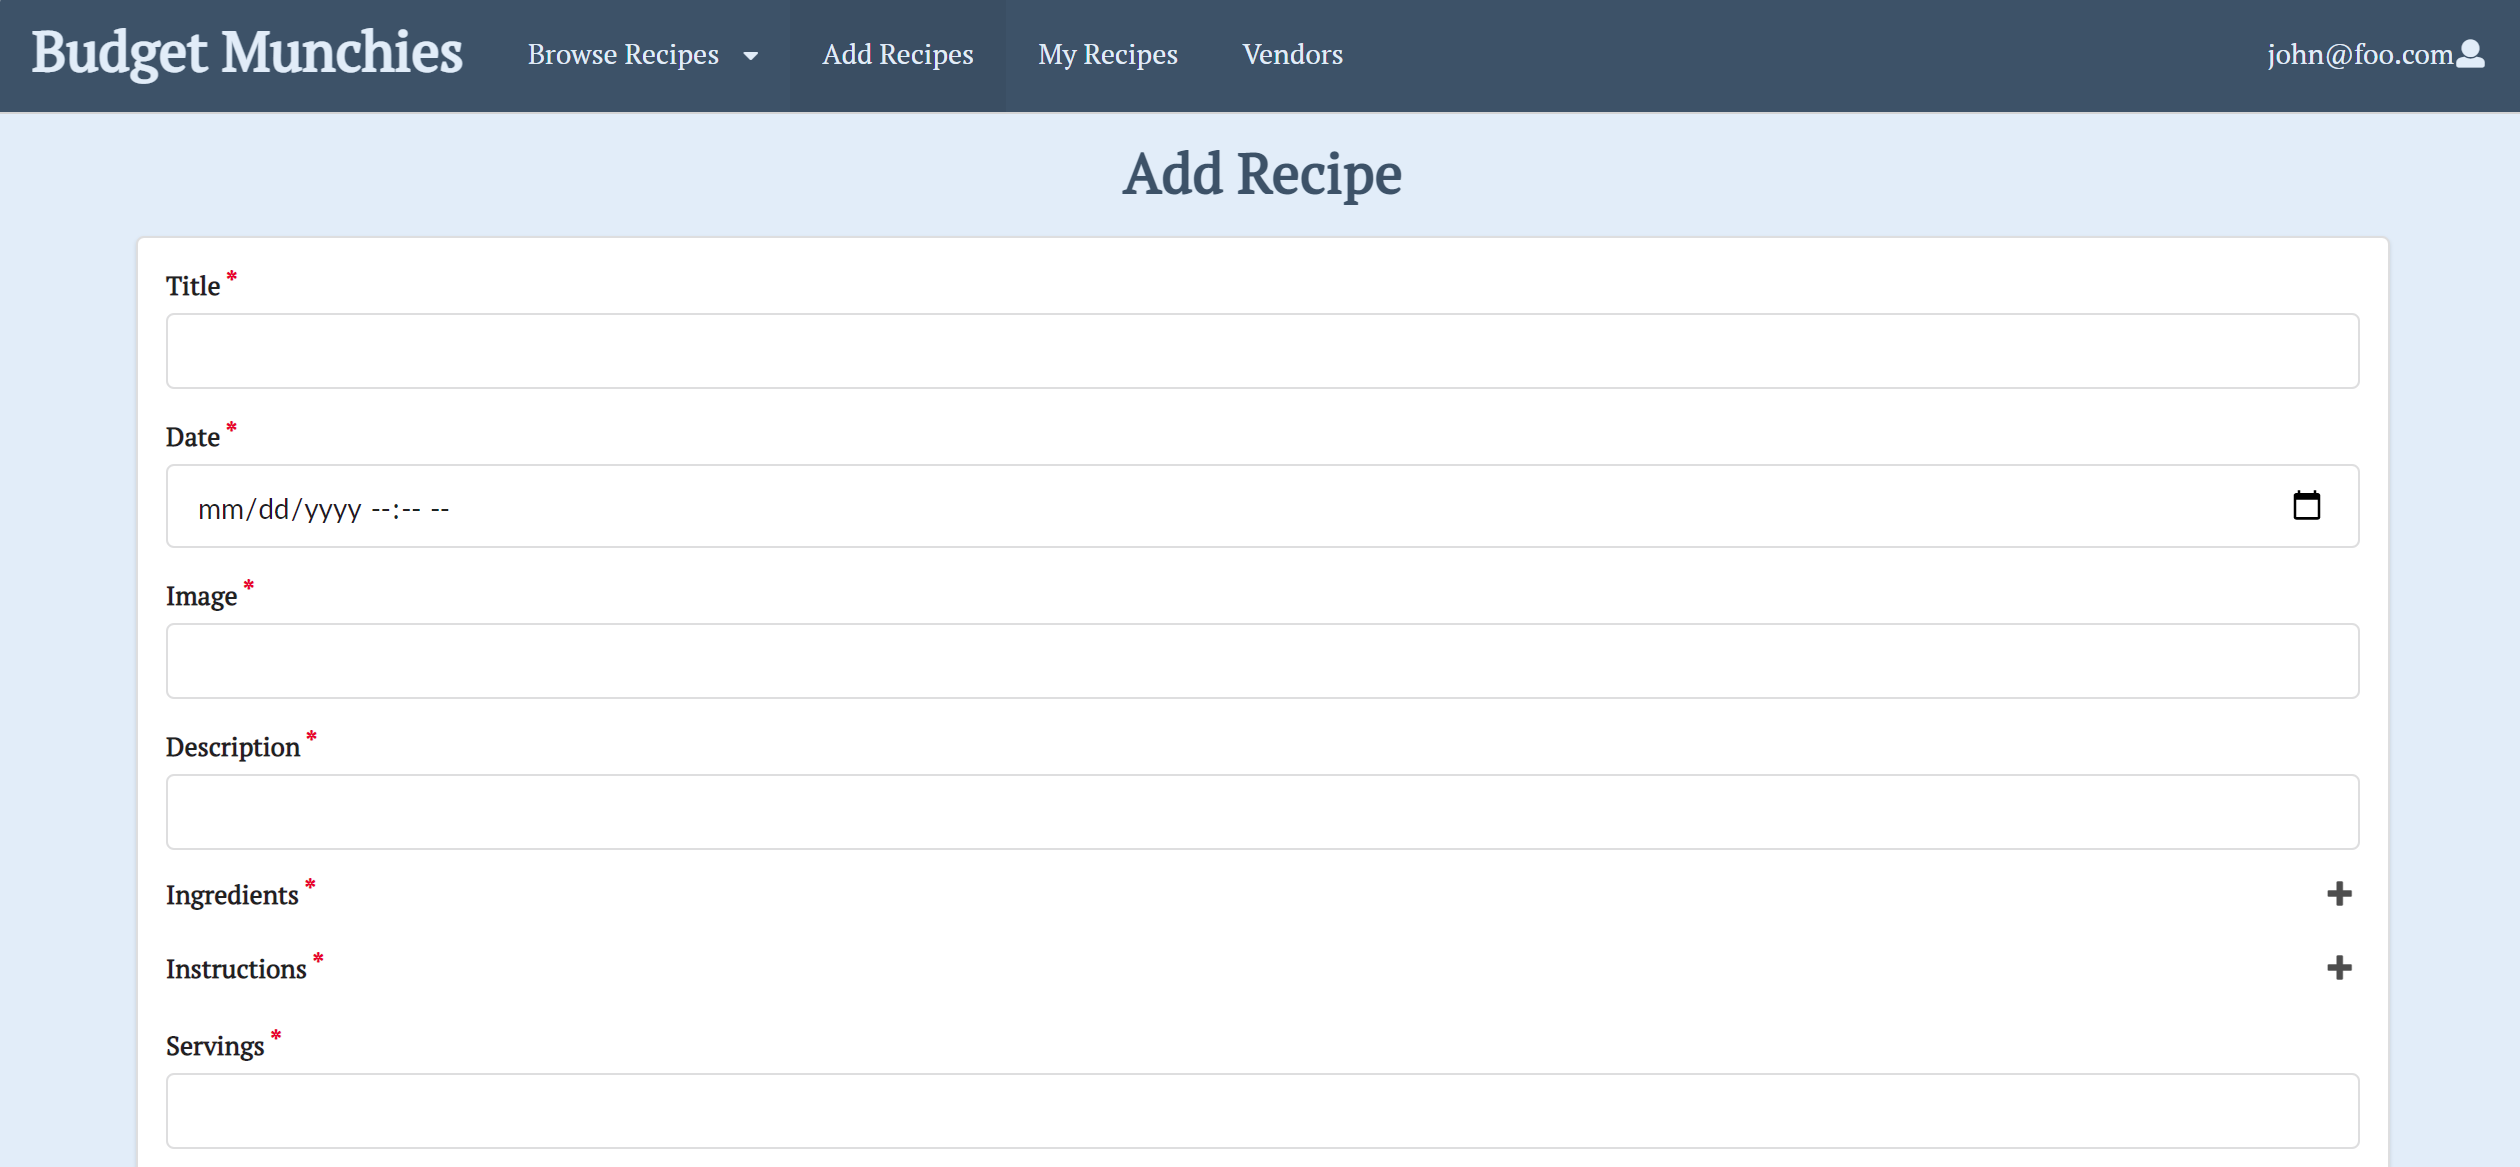 Budget Munchies Browse Recipes Add Recipes My Recipes Vendors john@foo.com
Add Recipe
Title *
Date *
mm/dd/yyyy --:-- --
Image *
Description *
Ingredients *
Instructions *
Servings *